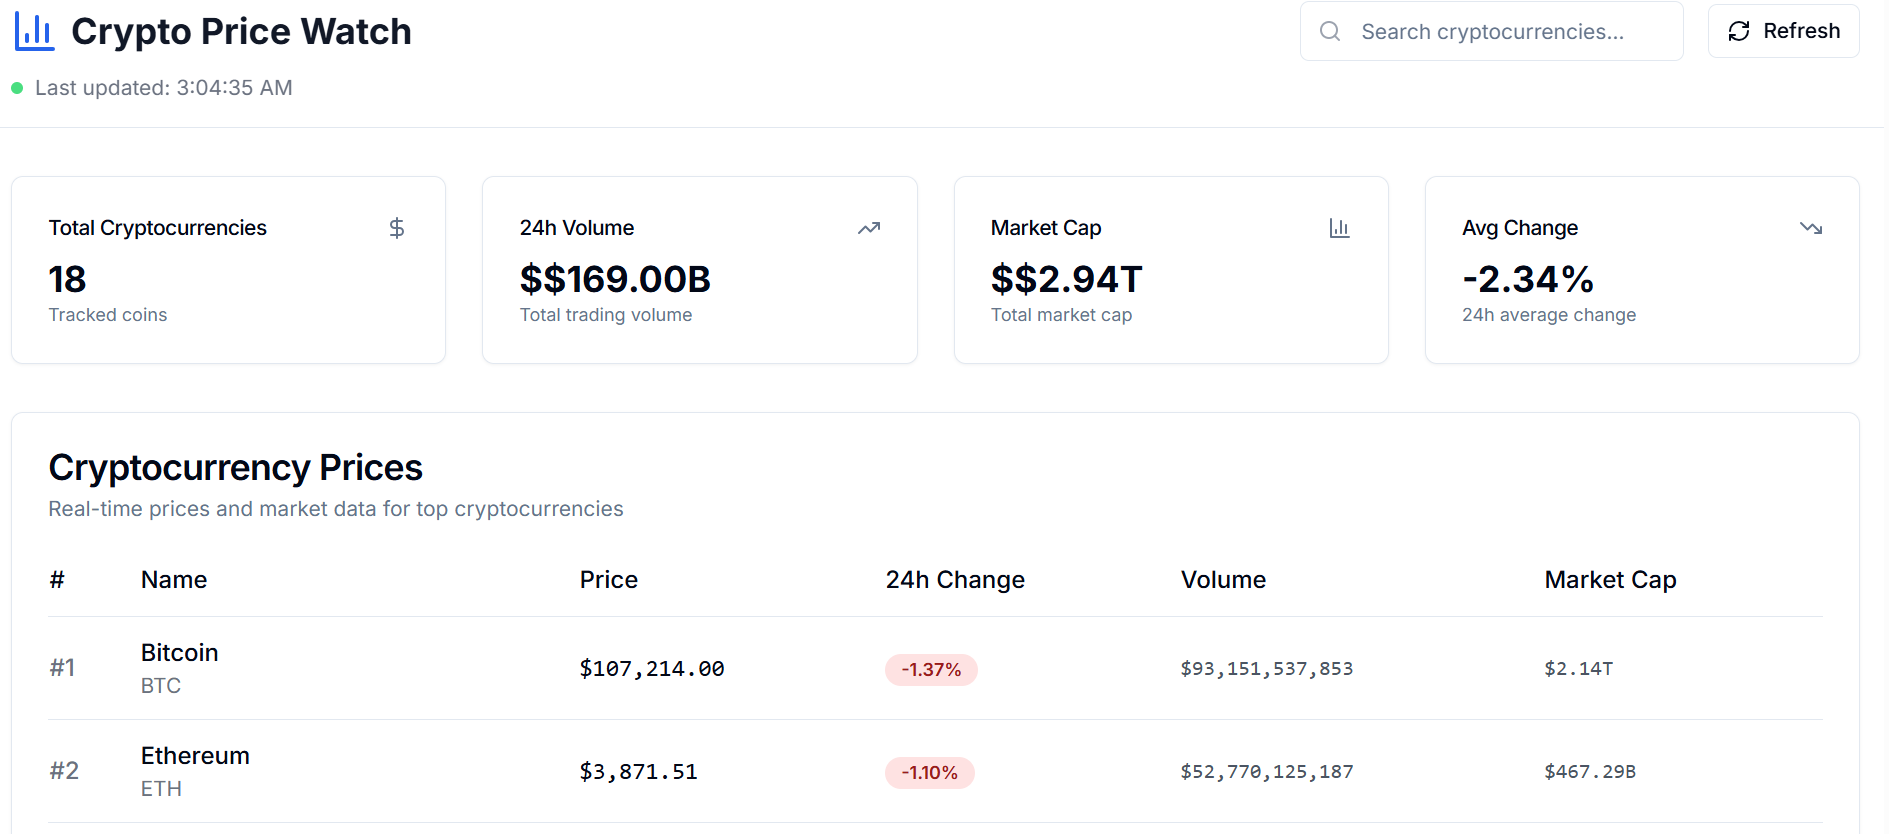 Crypto Price Watch
Search cryptocurrencies...
Refresh
Last updated: 3:04:35 AM
Total Cryptocurrencies
18
Tracked coins
24h Volume
$$169.00B
Total trading volume
Market Cap
$$2.94T
Total market cap
Avg Change
-2.34%
24h average change
Cryptocurrency Prices
Real-time prices and market data for top cryptocurrencies
# Name Price 24h Change Volume Market Cap
#1 Bitcoin BTC $107,214.00 -1.37% $93,151,537,853 $2.14T
#2 Ethereum ETH $3,871.51 -1.10% $52,770,125,187 $467.29B